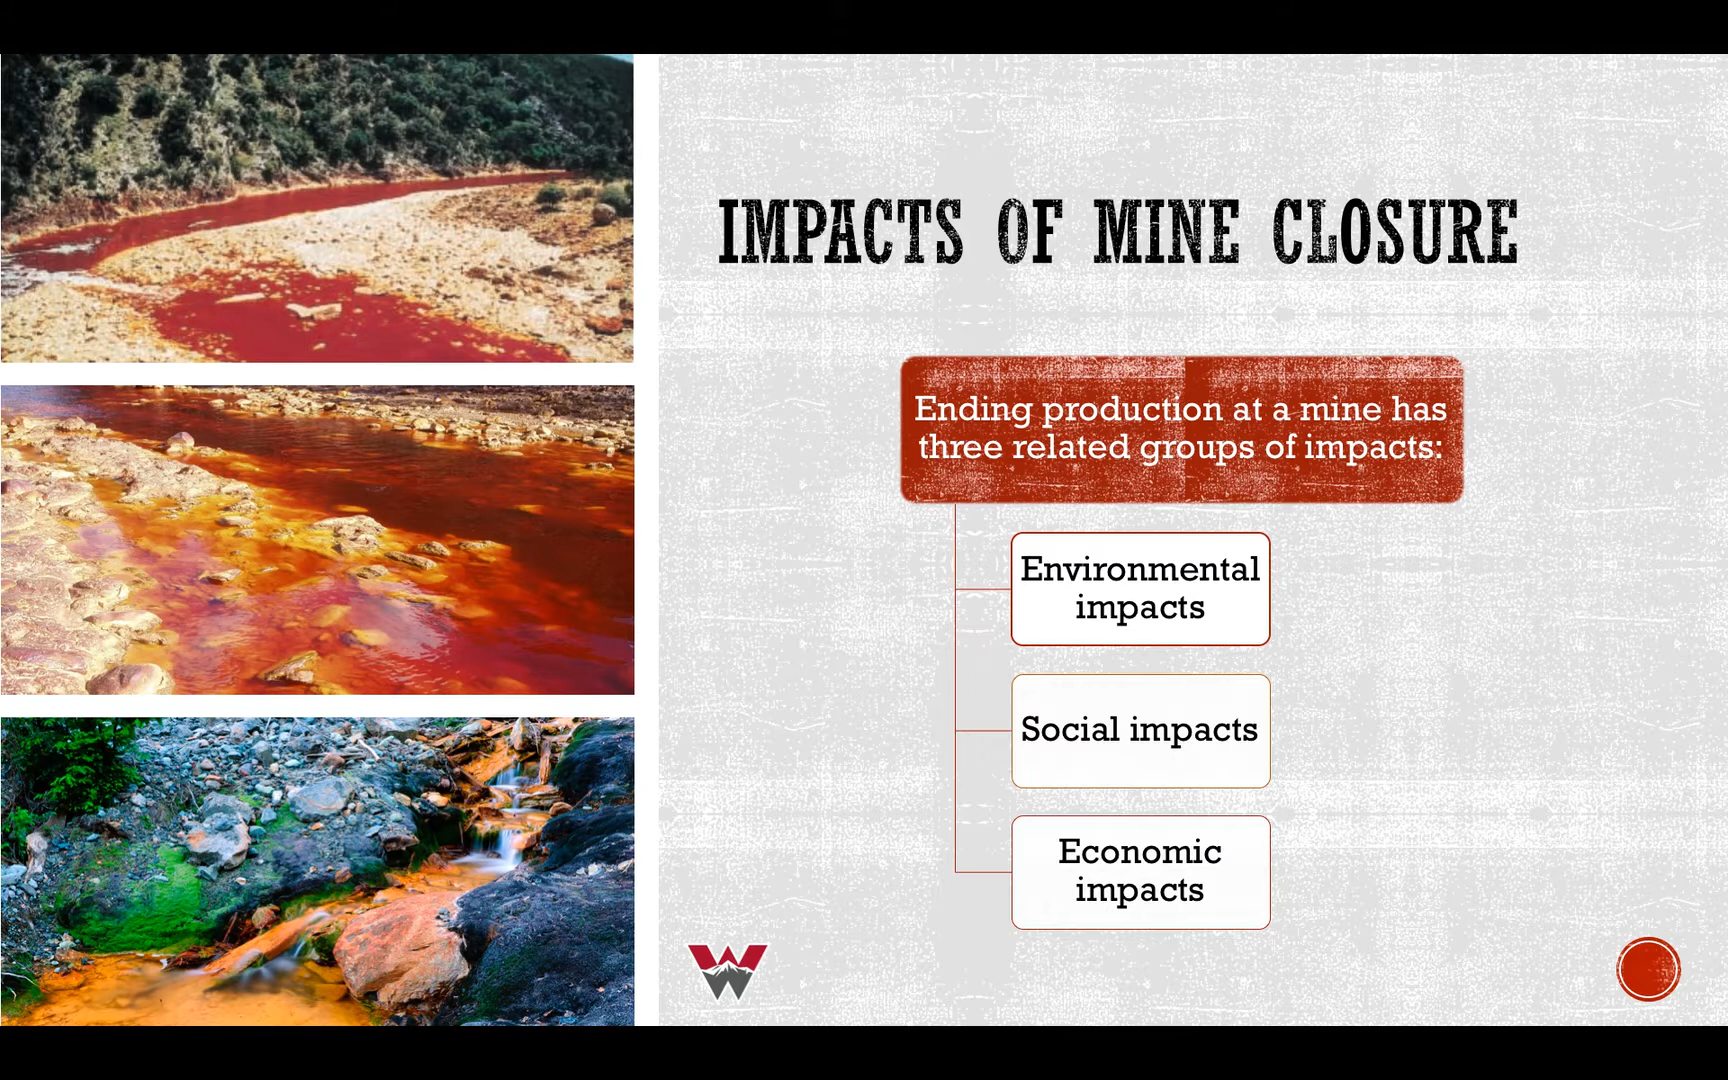 IMPACTS OF MINE CLOSURE
Ending production at a mine has
three related groups of impacts:
Environmental
impacts
Social impacts
Economic
impacts
W